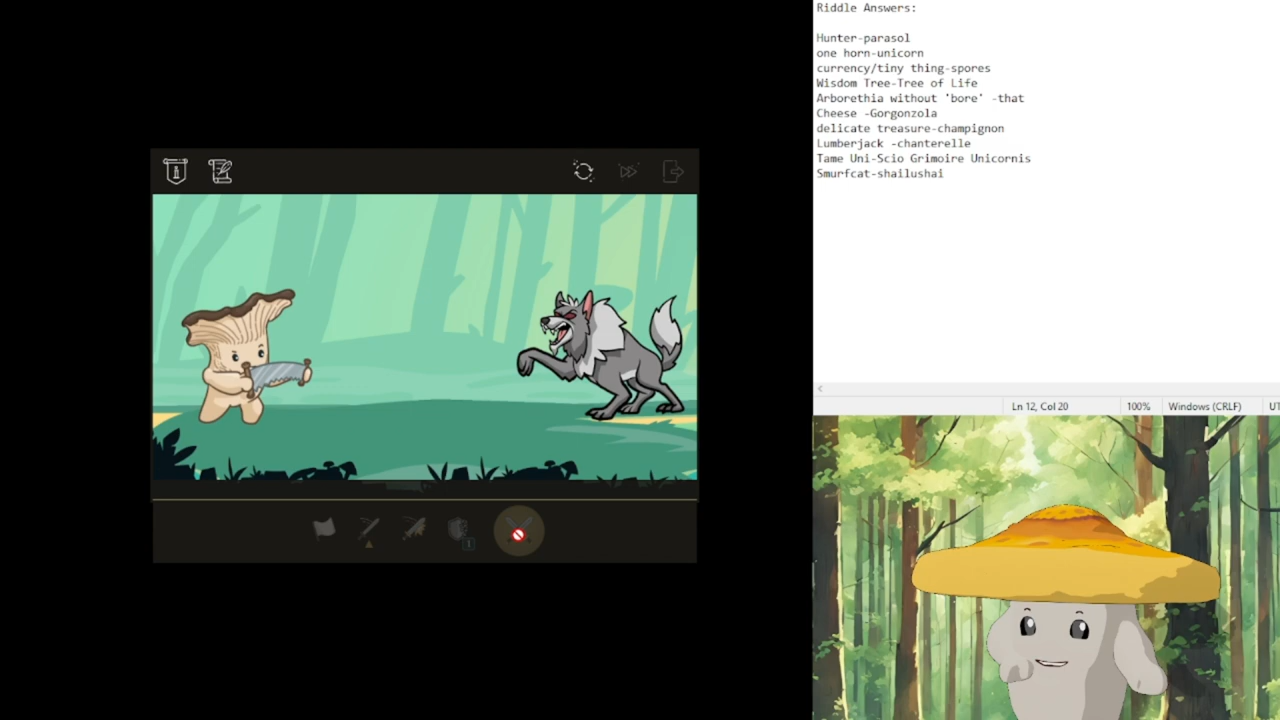 Riddle Answers:
Hunter-parasol
one horn-unicorn
currency/tiny thing-spores
Wisdom Tree-Tree of Life
Arborethia without 'bore' -that
Cheese -Gorgonzola
delicate treasure-champignon
Lumberjack -chanterelle
Tame Uni-Scio Grimoire Unicornis
Smurfcat-shailushai
Ln 12, Col 20 100% Windows (CRLF) UT
1